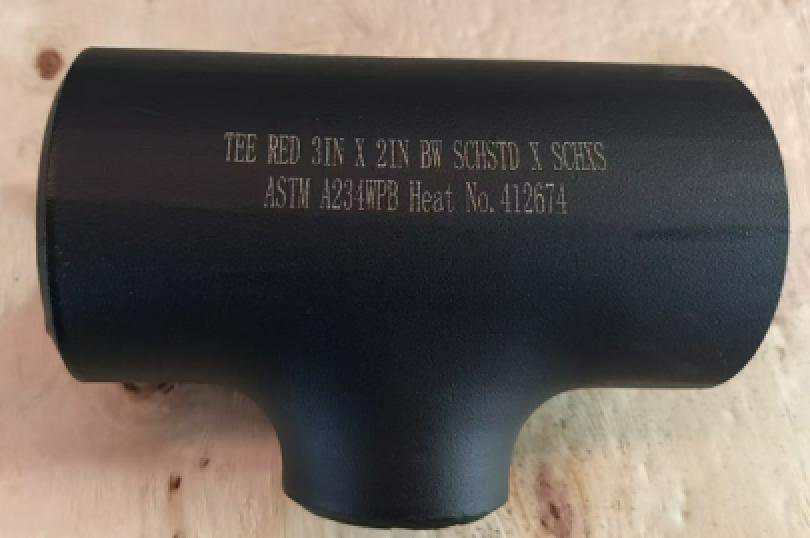 TEE RED 3IN X 2IN BW SCHSTD X SCHXS
ASTM A234WPB Heat No.412674